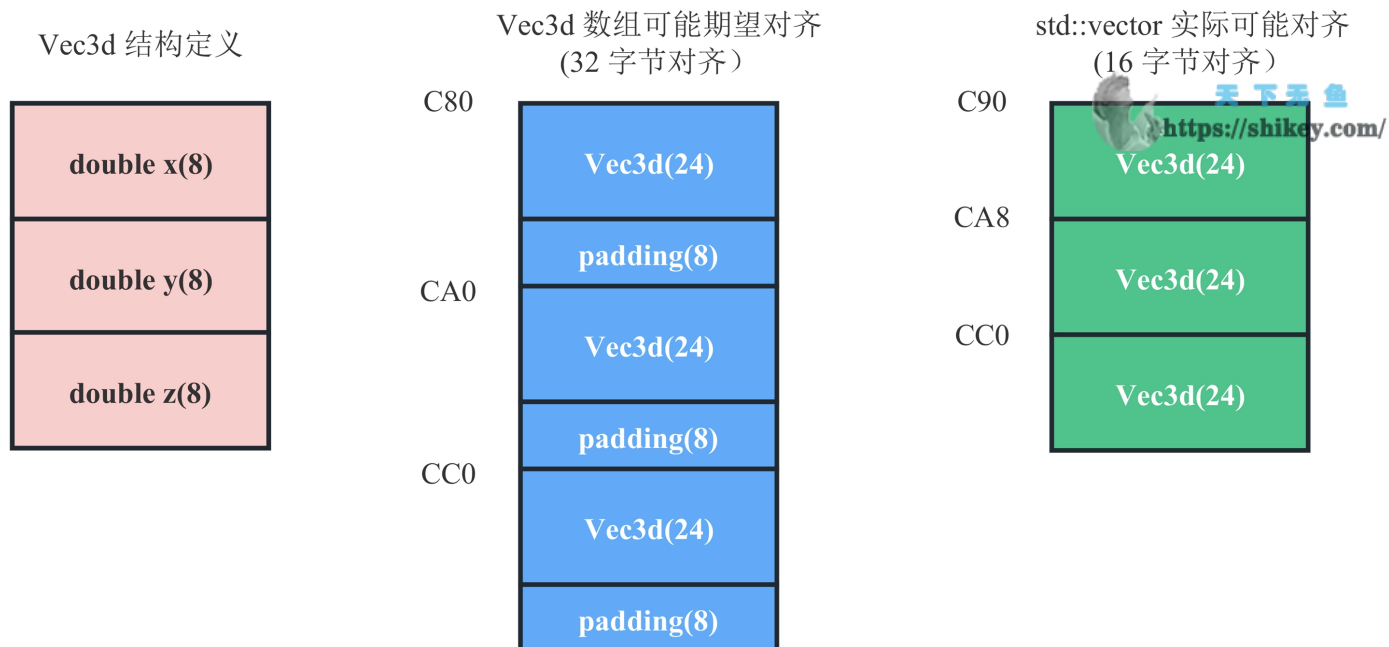 Vec3d 结构定义
double x(8)
double y(8)
double z(8)
Vec3d 数组可能期望对齐
(32 字节对齐）
C80
Vec3d(24)
padding(8)
CA0
Vec3d(24)
padding(8)
CC0
Vec3d(24)
padding(8)
std::vector 实际可能对齐
(16 字节对齐）
天下无鱼
https://shikey.com/
C90
Vec3d(24)
CA8
Vec3d(24)
CC0
Vec3d(24)